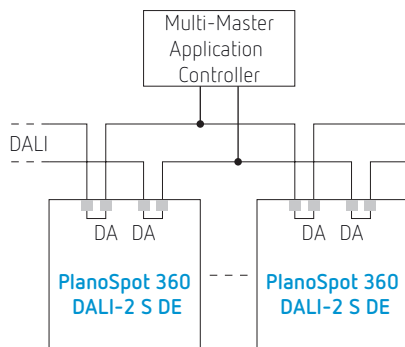 Multi-Master
Application
Controller
DALI
DA DA
DA DA
PlanoSpot 360
DALI-2 S DE
PlanoSpot 360
DALI-2 S DE